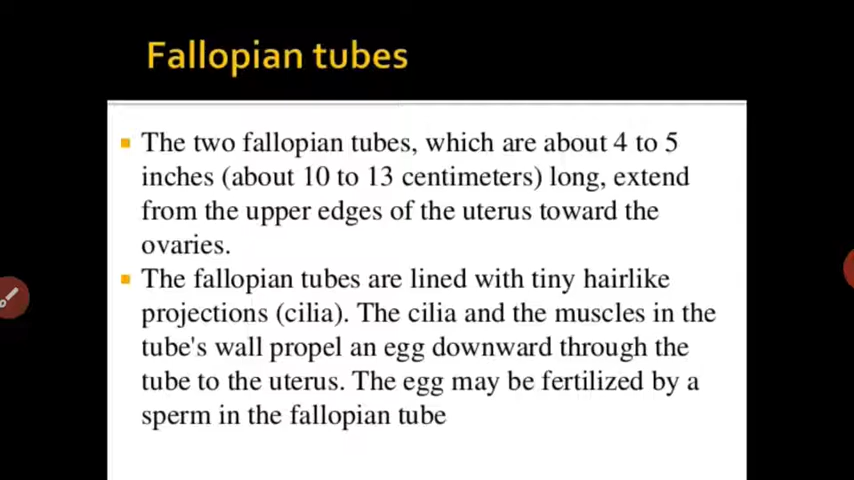 Fallopian tubes
The two fallopian tubes, which are about 4 to 5
inches (about 10 to 13 centimeters) long, extend
from the upper edges of the uterus toward the
ovaries.
The fallopian tubes are lined with tiny hairlike
projections (cilia). The cilia and the muscles in the
tube's wall propel an egg downward through the
tube to the uterus. The egg may be fertilized by a
sperm in the fallopian tube